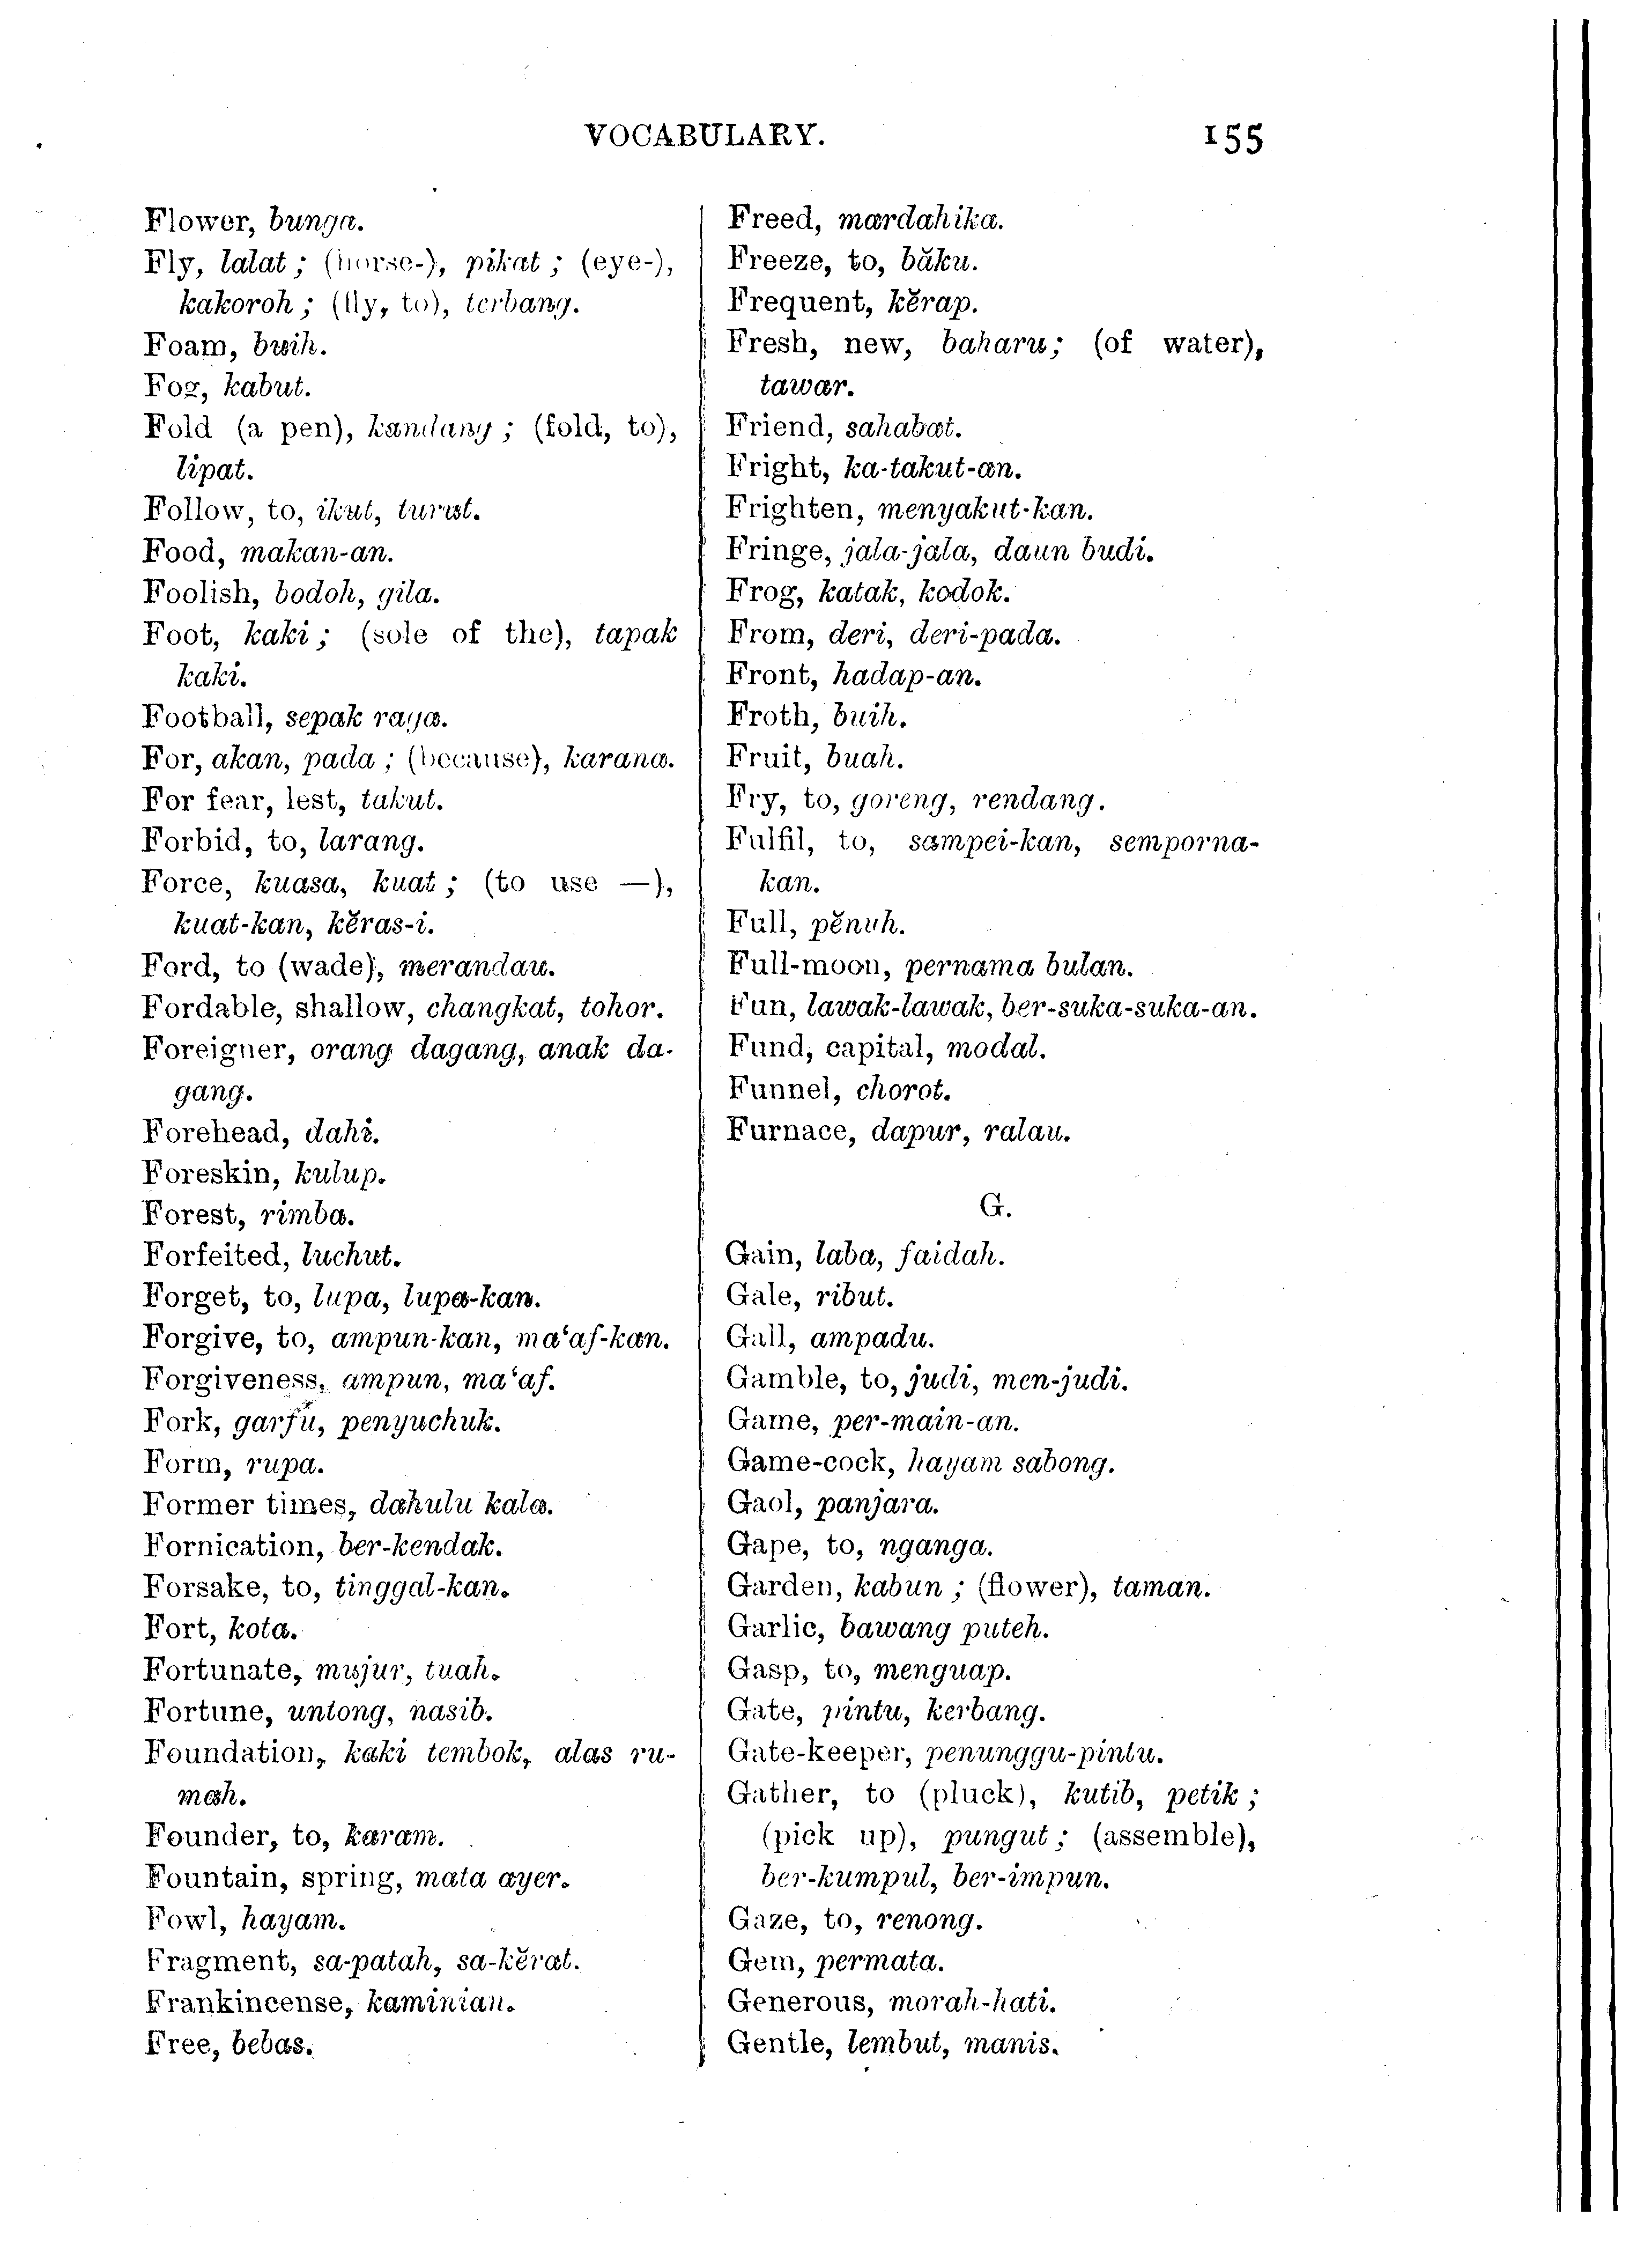 VOCABULARY. 155
Flower, bunga.
Fly, lalat; (horse-), pikat; (eye-),
kakoroh; (fly, to), terbang.
Foam, buih.
Fog, kabut.
Fold (a pen), kandang; (fold, to),
lipat.
Follow, to, ikut, turut.
Food, makan-an.
Foolish, bodoh, gila.
Foot, kaki; (sole of the), tapak
kaki.
Football, sepak raya.
For, akan, pada; (because), karana.
For fear, lest, takut.
Forbid, to, larang.
Force, kuasa, kuat; (to use —),
kuat-kan, kĕras-i.
Ford, to (wade), merandau.
Fordable, shallow, changkat, tohor.
Foreigner, orang dagang, anak da-
gang.
Forehead, dahi.
Foreskin, kulup.
Forest, rimba.
Forfeited, luchut.
Forget, to, lupa, lupa-kan.
Forgive, to, ampun-kan, ma‘af-kan.
Forgiveness, ampun, ma‘af.
Fork, garfu, penyuchuk.
Form, rupa.
Former times, dahulu kala.
Fornication, ber-kendak.
Forsake, to, tinggal-kan.
Fort, kota.
Fortunate, mujur, tuah.
Fortune, untong, nasib.
Foundation, kaki tembok, alas ru-
mah.
Founder, to, karam.
Fountain, spring, mata ayer.
Fowl, hayam.
Fragment, sa-patah, sa-kĕrat.
Frankincense, kaminian.
Free, bebas.
Freed, mardahika.
Freeze, to, băku.
Frequent, kĕrap.
Fresh, new, baharu; (of water),
tawar.
Friend, sahabat.
Fright, ka-takut-an.
Frighten, menyakut-kan.
Fringe, jala-jala, daun budi.
Frog, katak, kodok.
From, deri, deri-pada.
Front, hadap-an.
Froth, buih.
Fruit, buah.
Fry, to, goreng, rendang.
Fulfil, to, sampei-kan, semporna-
kan.
Full, pĕnuh.
Full-moon, pernama bulan.
Fun, lawak-lawak, ber-suka-suka-an.
Fund, capital, modal.
Funnel, chorot.
Furnace, dapur, ralau.
G.
Gain, laba, faidah.
Gale, ribut.
Gall, ampadu.
Gamble, to, judi, men-judi.
Game, per-main-an.
Game-cock, hayam sabong.
Gaol, panjara.
Gape, to, nganga.
Garden, kabun; (flower), taman.
Garlic, bawang puteh.
Gasp, to, menguap.
Gate, pintu, kerbang.
Gate-keeper, penunggu-pintu.
Gather, to (pluck), kutib, petik;
(pick up), pungut; (assemble),
ber-kumpul, ber-impun.
Gaze, to, renong.
Gem, permata.
Generous, morah-hati.
Gentle, lembut, manis.